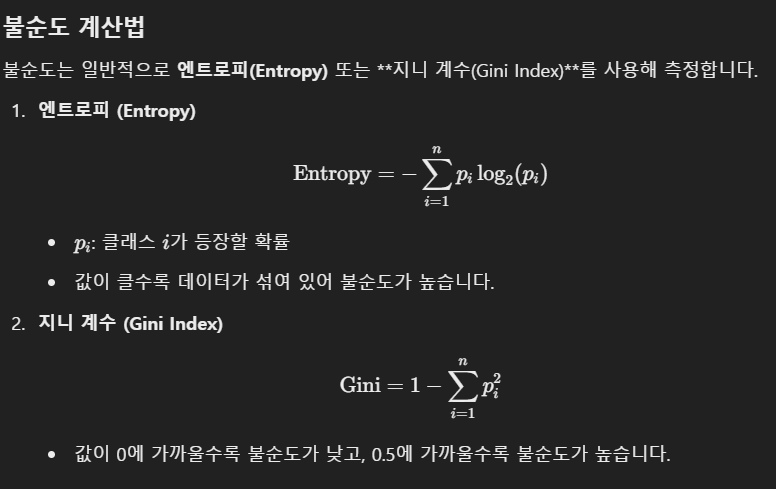 불순도 계산법
불순도는 일반적으로 엔트로피(Entropy) 또는 **지니 계수(Gini Index)**를 사용해 측정합니다.
1. 엔트로피 (Entropy)
Entropy = − ∑_{i=1}^{n} p_i log_2(p_i)
• p_i: 클래스 i가 등장할 확률
• 값이 클수록 데이터가 섞여 있어 불순도가 높습니다.
2. 지니 계수 (Gini Index)
Gini = 1 − ∑_{i=1}^{n} p_i^2
• 값이 0에 가까울수록 불순도가 낮고, 0.5에 가까울수록 불순도가 높습니다.